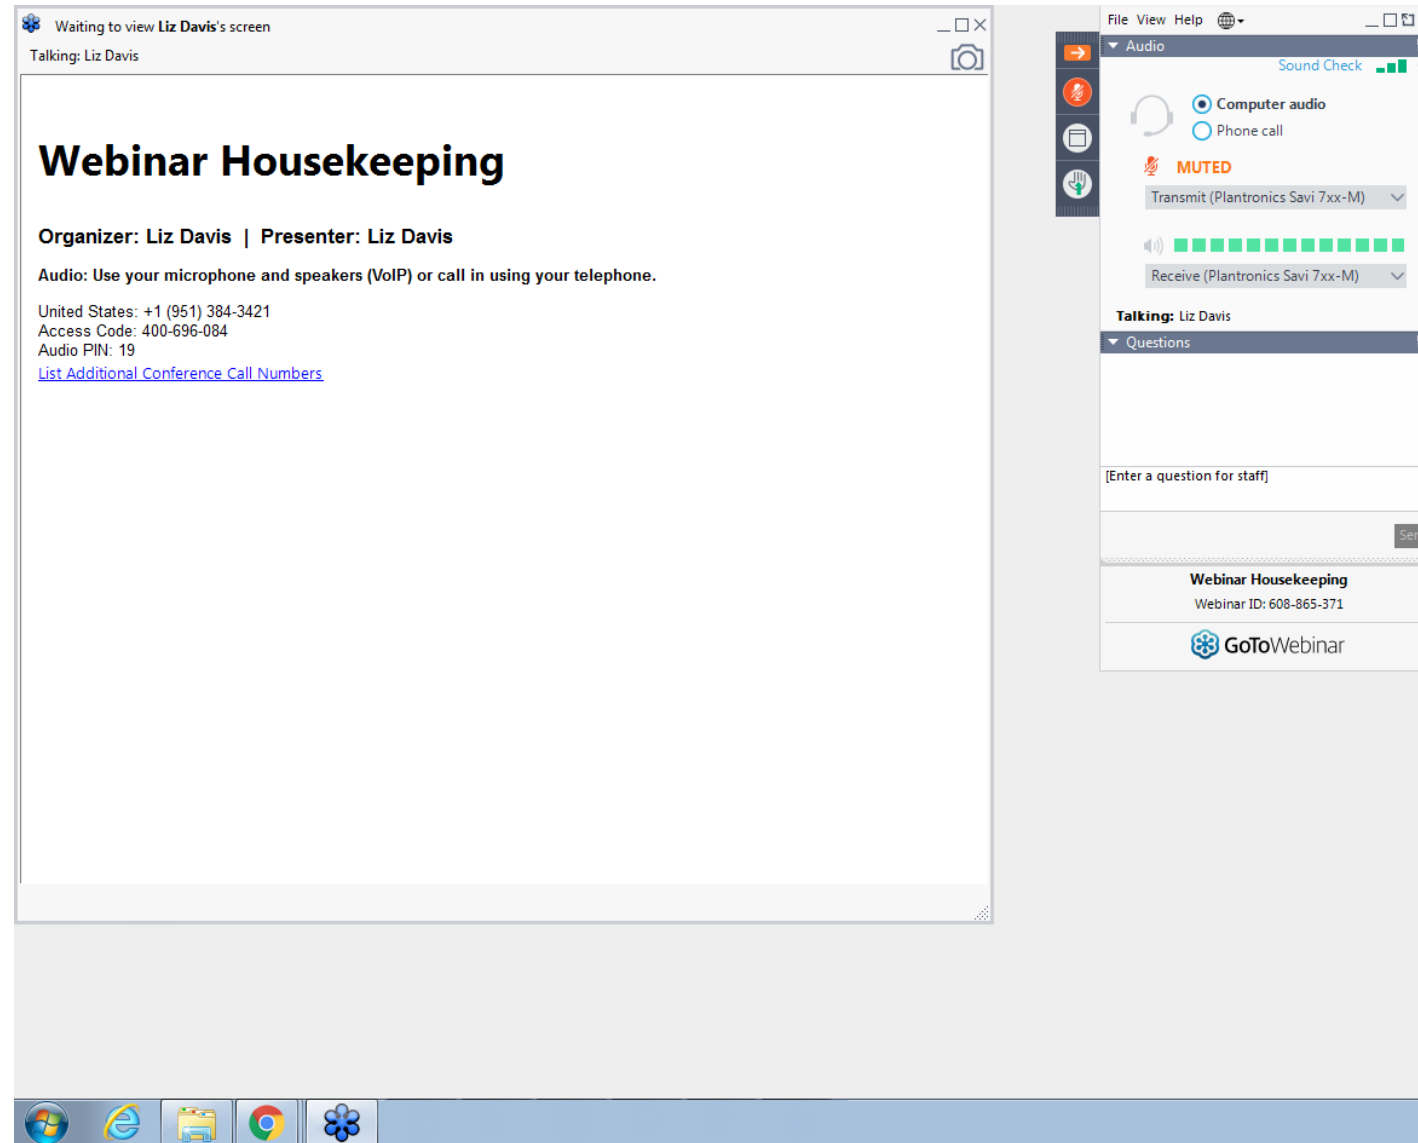 Waiting to view Liz Davis's screen
Talking: Liz Davis
Webinar Housekeeping
Organizer: Liz Davis | Presenter: Liz Davis
Audio: Use your microphone and speakers (VoIP) or call in using your telephone.
United States: +1 (951) 384-3421
Access Code: 400-696-084
Audio PIN: 19
List Additional Conference Call Numbers
File View Help
Audio
Sound Check
Computer audio
Phone call
MUTED
Transmit (Plantronics Savi 7xx-M)
Receive (Plantronics Savi 7xx-M)
Talking: Liz Davis
Questions
[Enter a question for staff]
Webinar Housekeeping
Webinar ID: 608-865-371
GoToWebinar